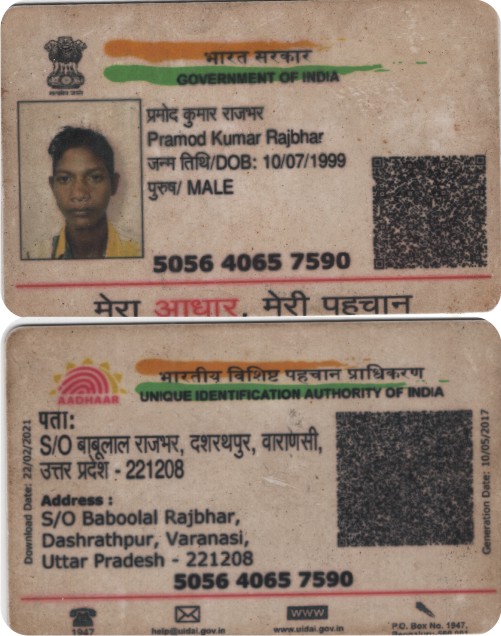 भारत सरकार
GOVERNMENT OF INDIA
प्रमोद कुमार राजभर
Pramod Kumar Rajbhar
जन्म तिथि/DOB: 10/07/1999
पुरुष/ MALE
5056 4065 7590
मेरा आधार, मेरी पहचान
भारतीय विशिष्ट पहचान प्राधिकरण
UNIQUE IDENTIFICATION AUTHORITY OF INDIA
AADHAAR
पता:
S/O बाबूलाल राजभर, दशरथपुर, वाराणसी,
उत्तर प्रदेश - 221208
Address :
S/O Baboolal Rajbhar,
Dashrathpur, Varanasi,
Uttar Pradesh - 221208
Download Date: 22/02/2021
Generation Date: 10/05/2017
5056 4065 7590
1947
help@uidai.gov.in
www
www.uidai.gov.in
P.O. Box No. 1947,